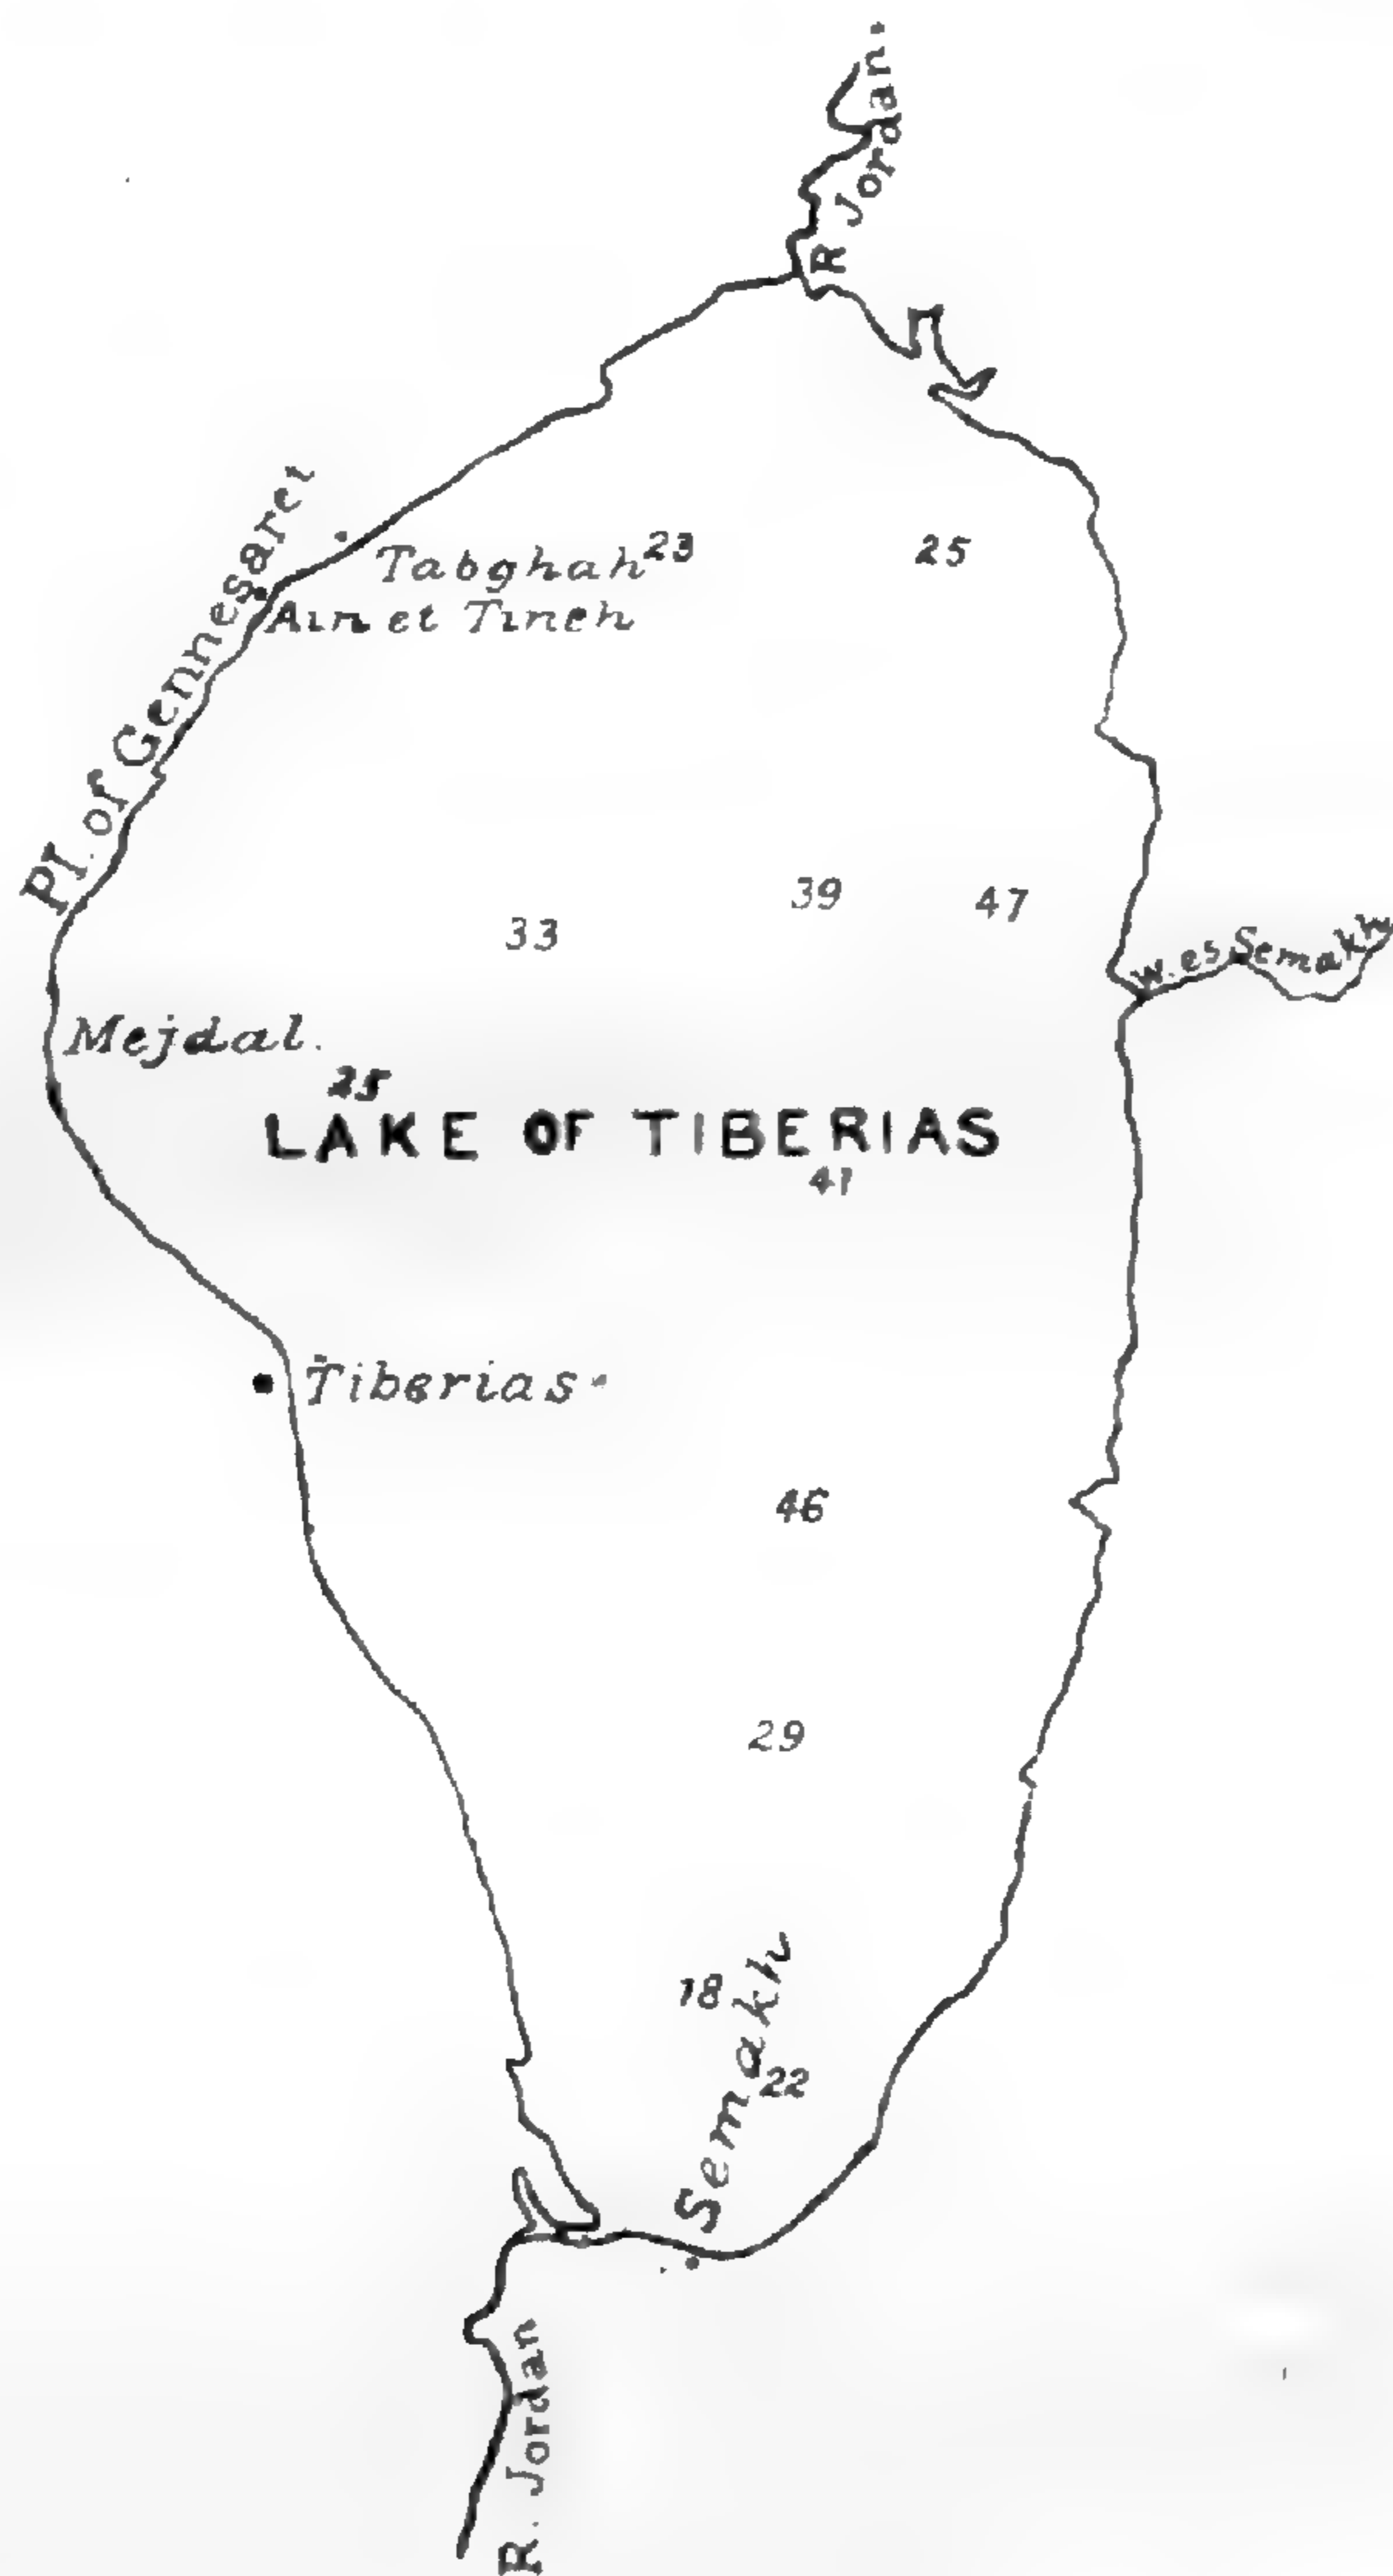 R Jordan.
Pl. of Gennesaret
Tabghah
23
25
Ain et Tineh
33
39
47
W. es Semakh
Mejdal.
25
LAKE OF TIBERIAS
41
Tiberias
46
29
18
22
Semakh
R. Jordan